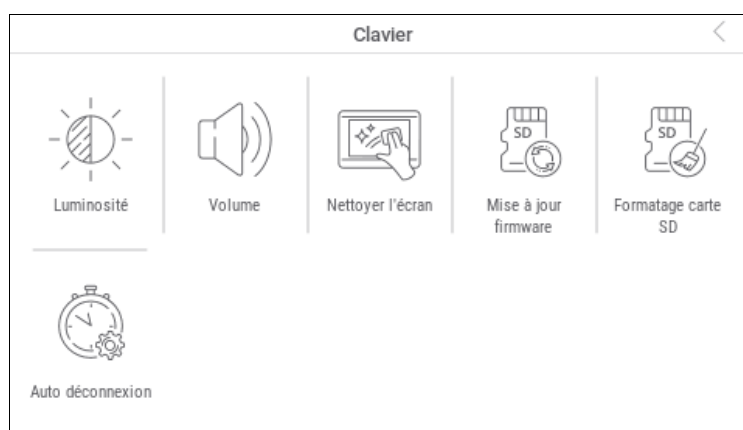 Clavier
SD
SD
Luminosité
Volume
Nettoyer l'écran
Mise à jour
firmware
Formatage carte
SD
Auto déconnexion